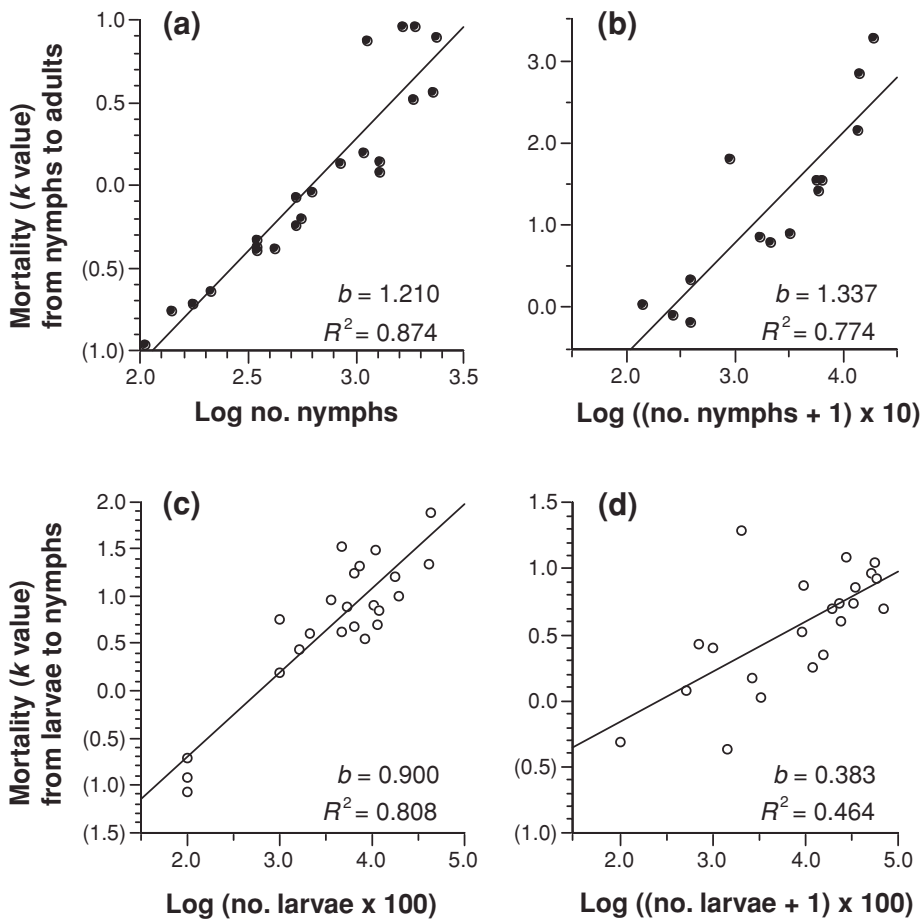 Mortality (k value)
from nymphs to adults
(a)
1.0
0.5
0.0
(0.5)
(1.0)
b = 1.210
R² = 0.874
2.0 2.5 3.0 3.5
Log no. nymphs
(b)
3.0
2.0
1.0
0.0
b = 1.337
R² = 0.774
2.0 3.0 4.0
Log ((no. nymphs + 1) x 10)
Mortality (k value)
from larvae to nymphs
(c)
2.0
1.5
1.0
0.5
0.0
(0.5)
(1.0)
(1.5)
b = 0.900
R² = 0.808
2.0 3.0 4.0 5.0
Log (no. larvae x 100)
(d)
1.5
1.0
0.5
0.0
(0.5)
(1.0)
b = 0.383
R² = 0.464
2.0 3.0 4.0 5.0
Log ((no. larvae + 1) x 100)